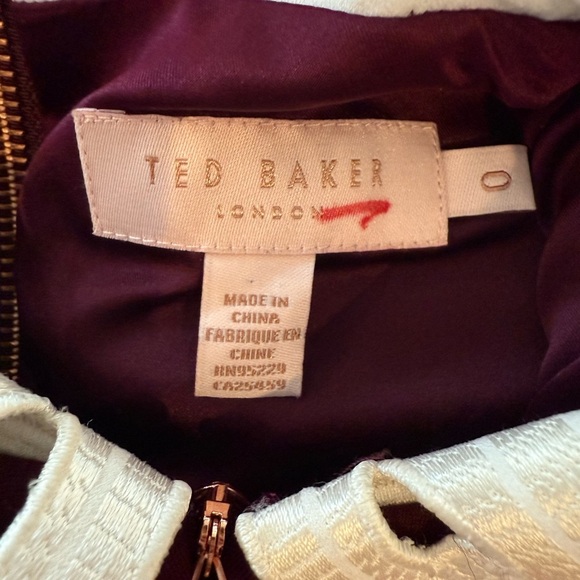 TED BAKER
LONDON
0
MADE IN
CHINA
FABRIQUE EN
CHINE
RN95229
CA25459